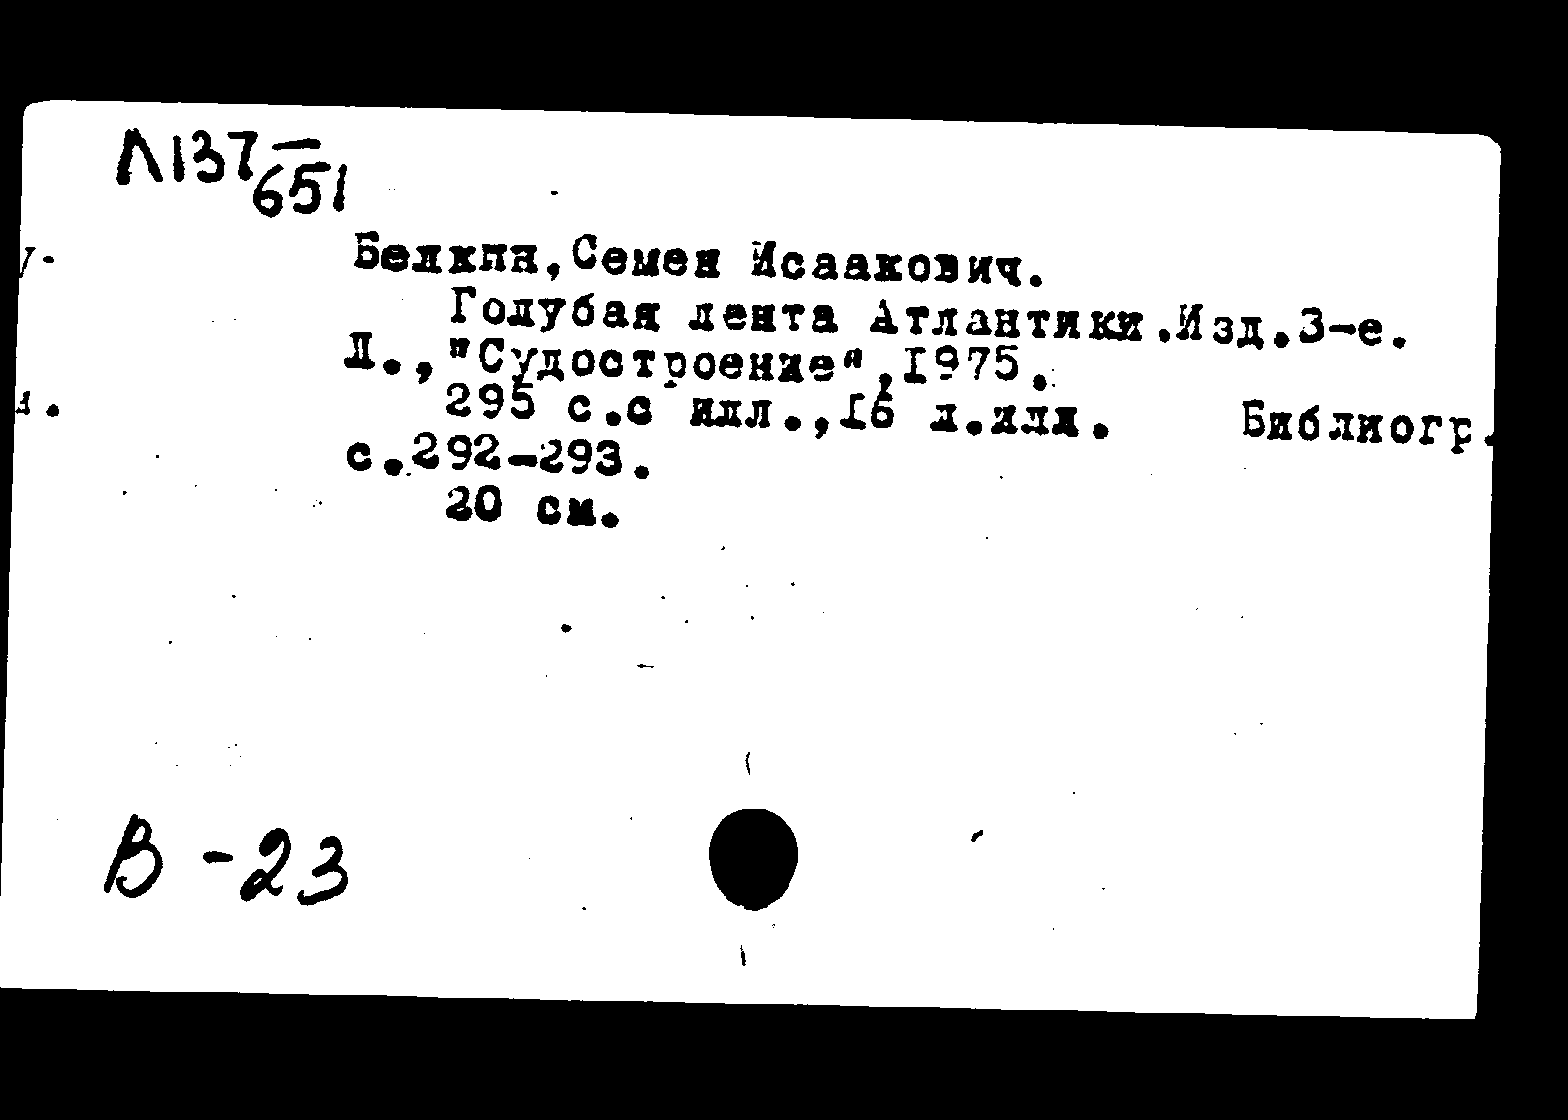 Л137-
651
Белкин,Семен Исаакович.
Голубая лента Атлантики.Изд.3-е.
Л.,"Судостроение",1975.
295 с.с илл.,16 л.илл. Библиогр.
с.292-293.
20 см.
В-23